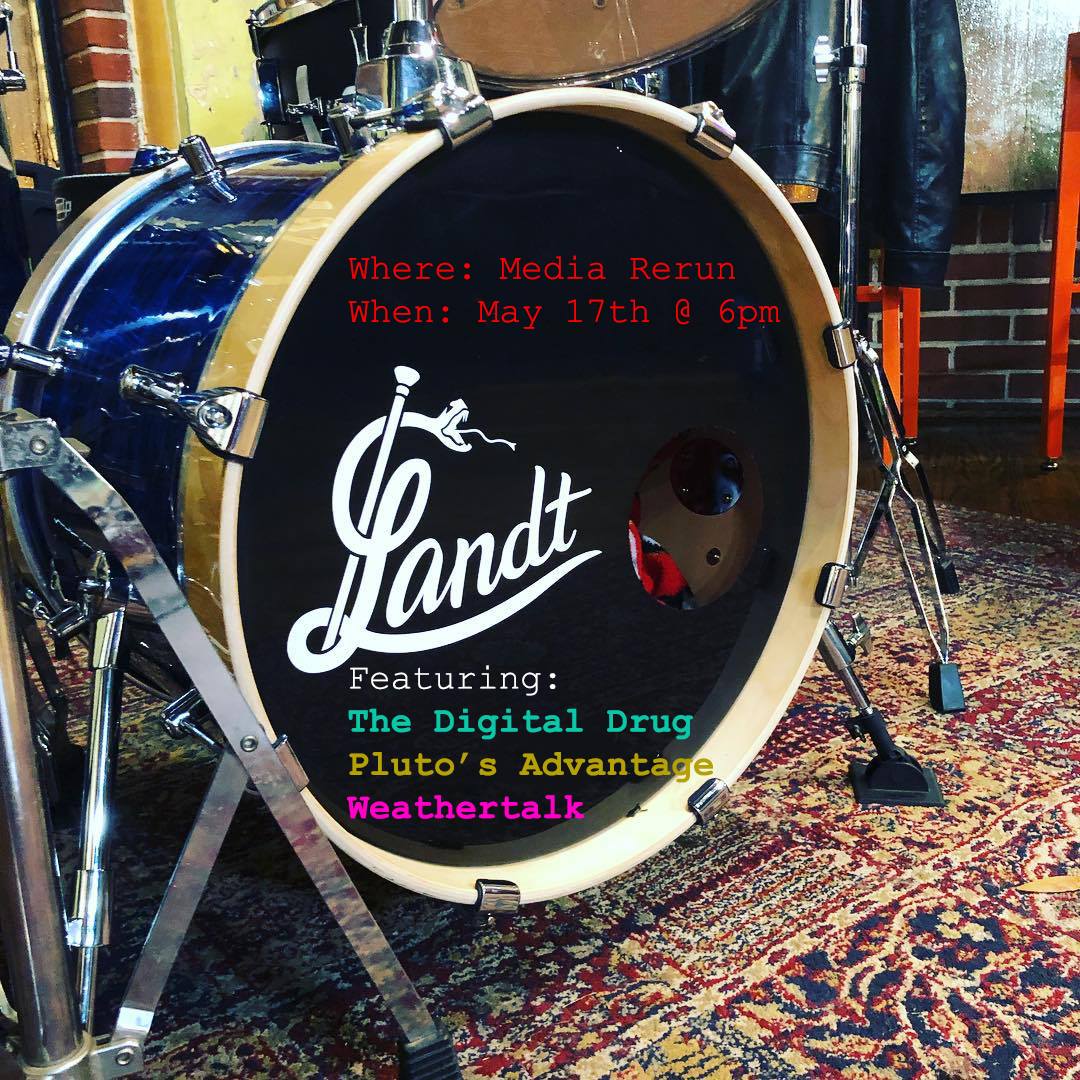 Where: Media Rerun
When: May 17th @ 6pm
Landt
Featuring:
The Digital Drug
Pluto’s Advantage
Weathertalk